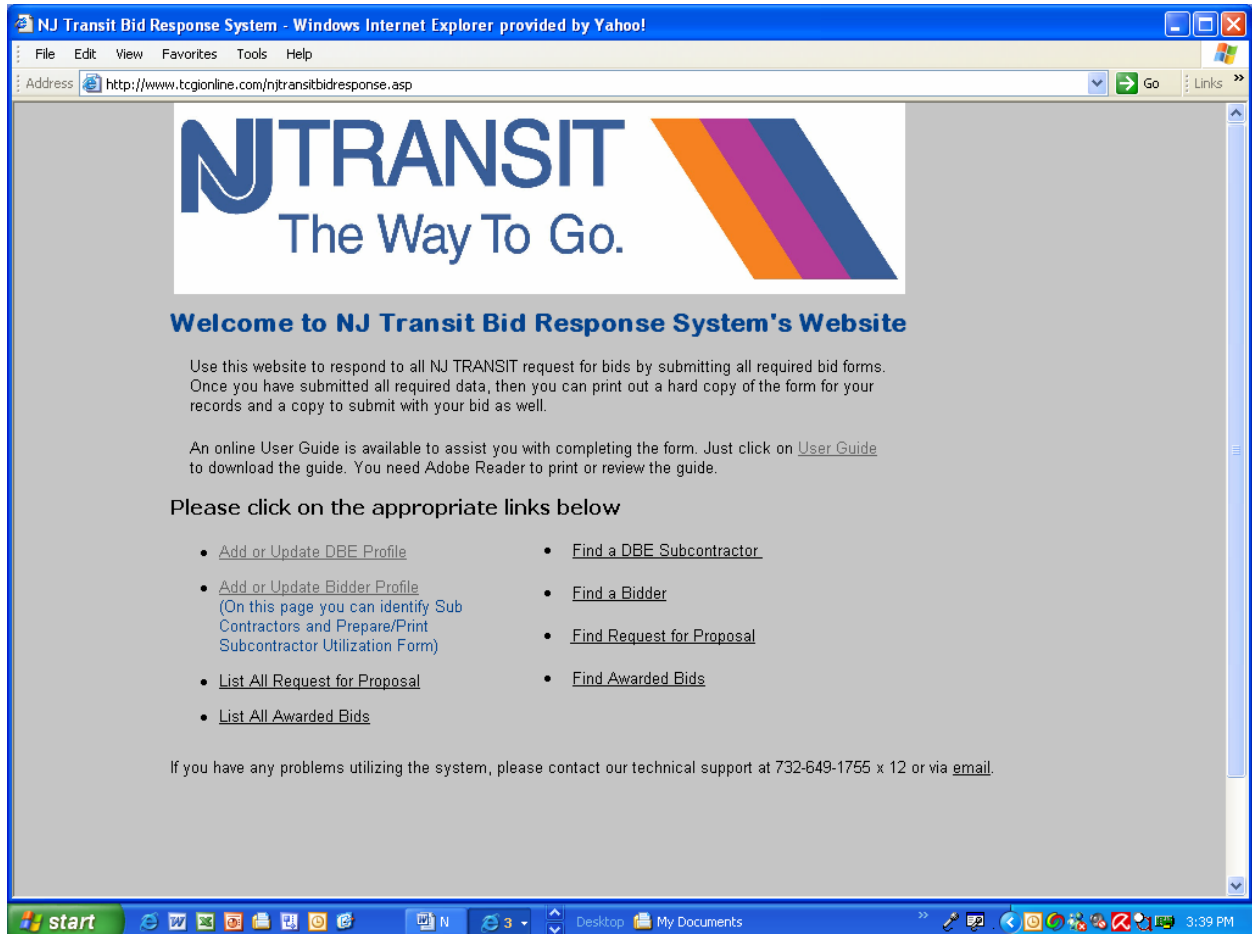 NJ Transit Bid Response System - Windows Internet Explorer provided by Yahoo!
File Edit View Favorites Tools Help
Address http://www.tcgionline.com/njtransitbidresponse.asp Go Links »
NJ TRANSIT
The Way To Go.
Welcome to NJ Transit Bid Response System's Website
Use this website to respond to all NJ TRANSIT request for bids by submitting all required bid forms.
Once you have submitted all required data, then you can print out a hard copy of the form for your
records and a copy to submit with your bid as well.
An online User Guide is available to assist you with completing the form. Just click on User Guide
to download the guide. You need Adobe Reader to print or review the guide.
Please click on the appropriate links below
• Add or Update DBE Profile
• Add or Update Bidder Profile
(On this page you can identify Sub
Contractors and Prepare/Print
Subcontractor Utilization Form)
• List All Request for Proposal
• List All Awarded Bids
• Find a DBE Subcontractor
• Find a Bidder
• Find Request for Proposal
• Find Awarded Bids
If you have any problems utilizing the system, please contact our technical support at 732-649-1755 x 12 or via email.
start N 3 Desktop My Documents » 3:39 PM